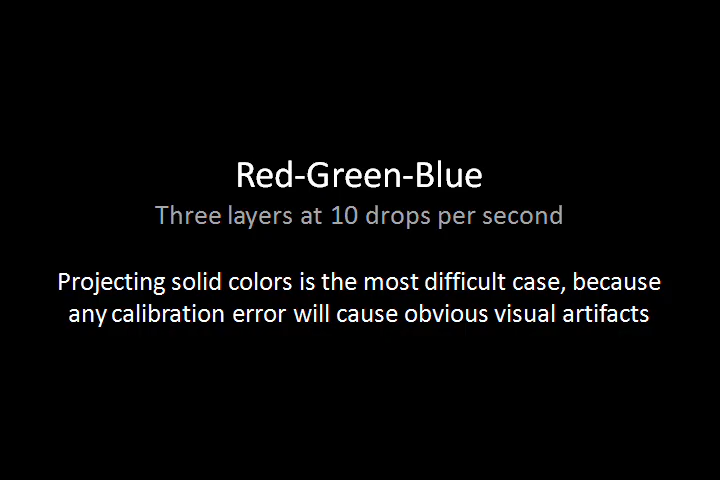 Red-Green-Blue
Three layers at 10 drops per second
Projecting solid colors is the most difficult case, because
any calibration error will cause obvious visual artifacts